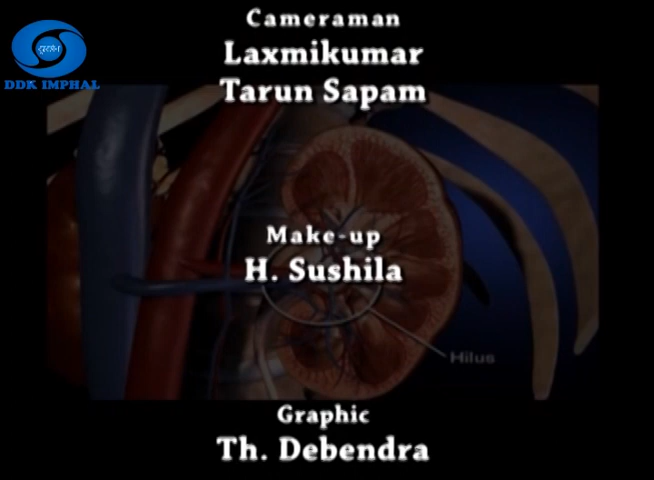 Cameraman
Laxmikumar
Tarun Sapam
DDK IMPHAL
Make-up
H. Sushila
Hilus
Graphic
Th. Debendra